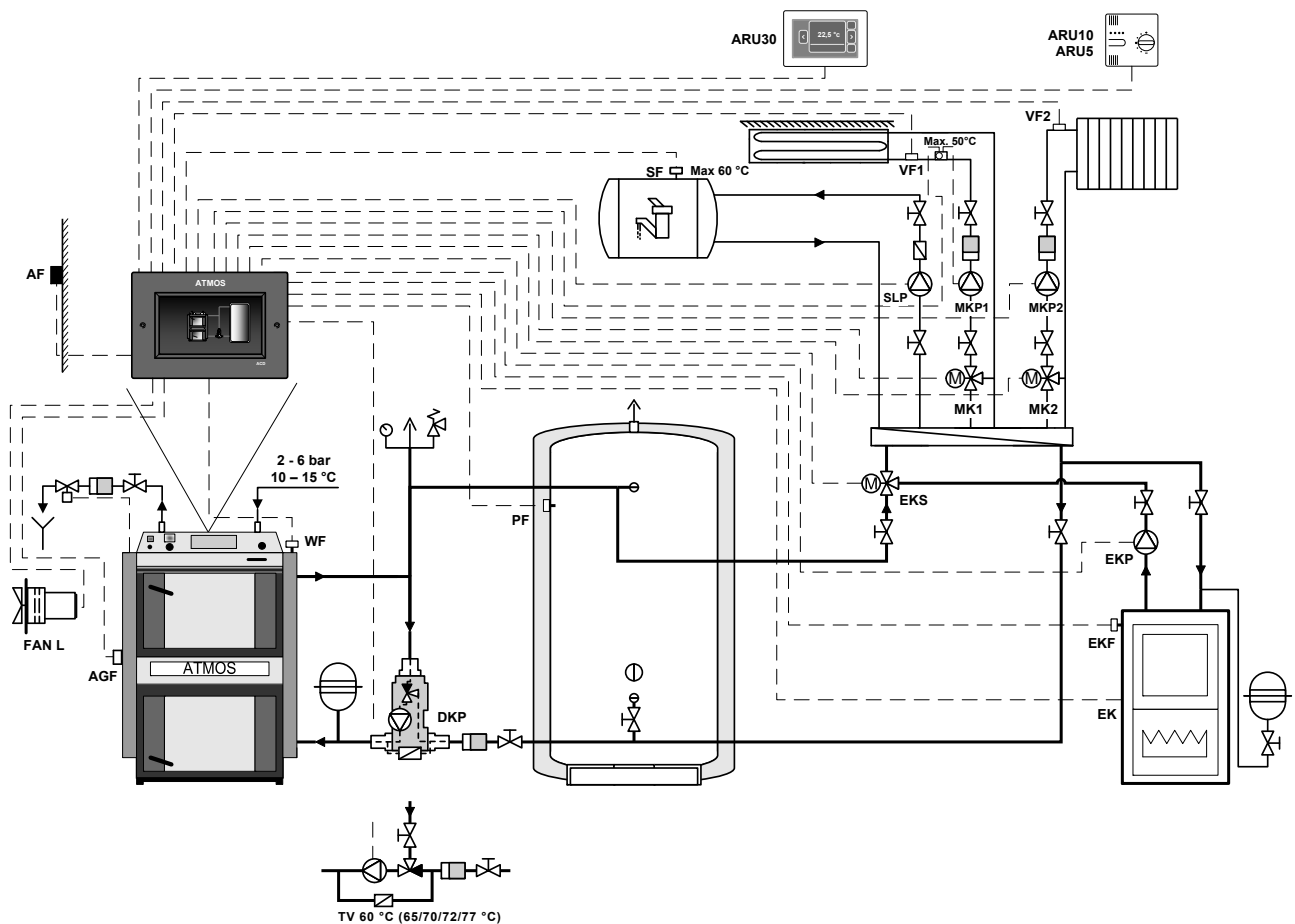 ARU30
22,5 °c
ARU10
ARU5
VF2
Max. 50°C
VF1
SF
Max 60 °C
AF
ATMOS
ACD
SLP
MKP1
MKP2
M
M
MK1
MK2
2 - 6 bar
10 – 15 °C
WF
PF
M
EKS
EKP
EKF
FAN L
AGF
ATMOS
DKP
EK
TV 60 °C (65/70/72/77 °C)